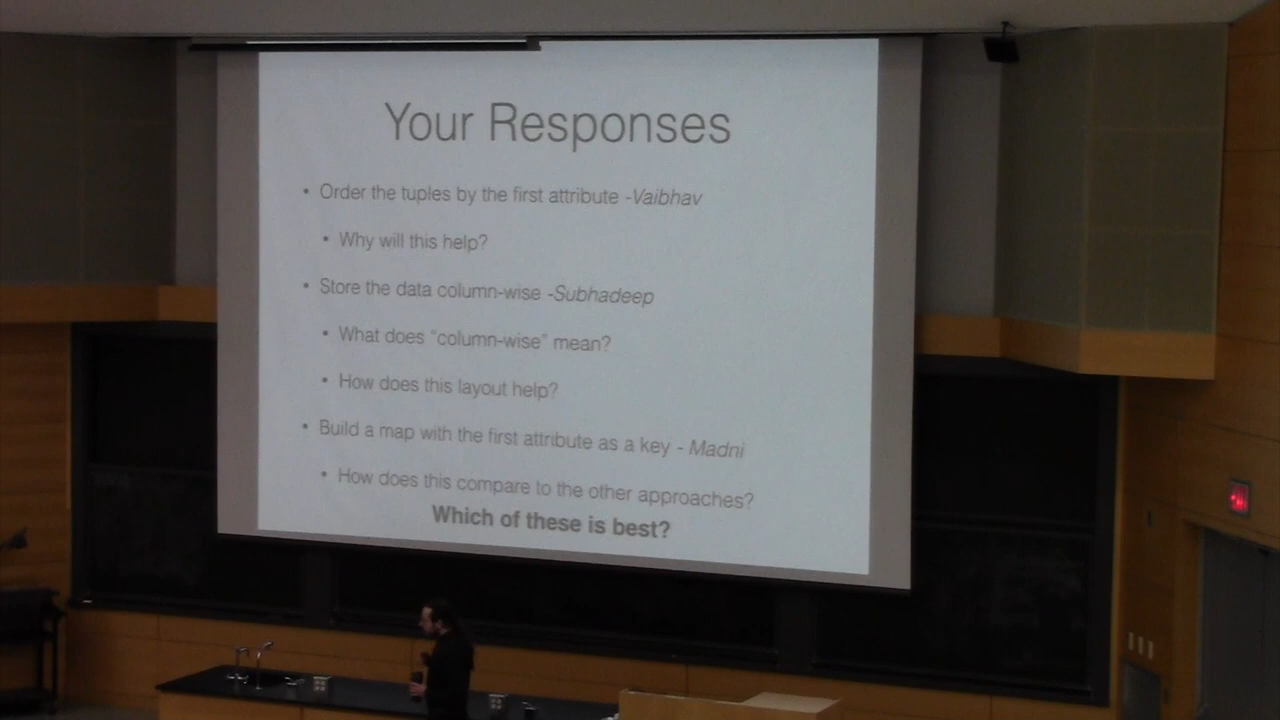 Your Responses
• Order the tuples by the first attribute -Vaibhav
• Why will this help?
• Store the data column-wise -Subhadeep
• What does "column-wise" mean?
• How does this layout help?
• Build a map with the first attribute as a key - Madni
• How does this compare to the other approaches?
Which of these is best?